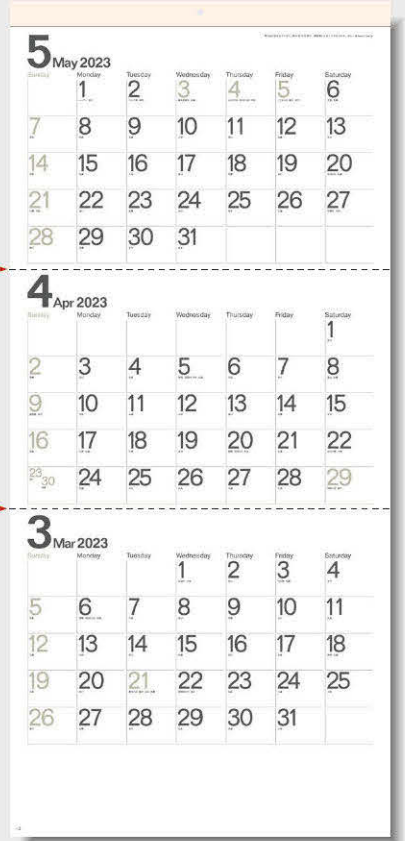 5 May 2023
Sunday Monday Tuesday Wednesday Thursday Friday Saturday
1 2 3 4 5 6
7 8 9 10 11 12 13
14 15 16 17 18 19 20
21 22 23 24 25 26 27
28 29 30 31
4 Apr 2023
Sunday Monday Tuesday Wednesday Thursday Friday Saturday
1
2 3 4 5 6 7 8
9 10 11 12 13 14 15
16 17 18 19 20 21 22
23 30 24 25 26 27 28 29
3 Mar 2023
Sunday Monday Tuesday Wednesday Thursday Friday Saturday
1 2 3 4
5 6 7 8 9 10 11
12 13 14 15 16 17 18
19 20 21 22 23 24 25
26 27 28 29 30 31